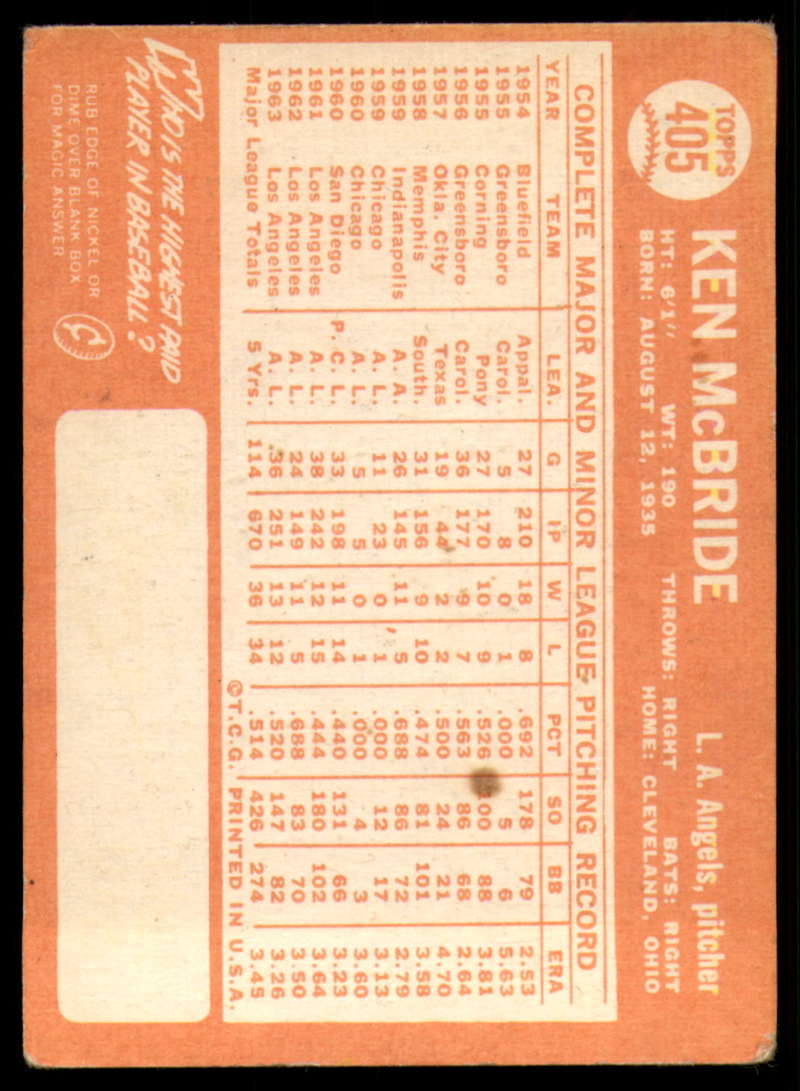 TOPPS
405
KEN McBRIDE
L. A. Angels, pitcher
HT: 6'1" WT: 190 THROWS: RIGHT BATS: RIGHT
BORN: AUGUST 12, 1935 HOME: CLEVELAND, OHIO
COMPLETE MAJOR AND MINOR LEAGUE PITCHING RECORD
YEAR TEAM LEA. G IP W L PCT SO BB ERA
1954 Bluefield Appal. 27 210 18 8 .692 178 79 2.53
1955 Greensboro Carol. 5 8 0 1 .000 5 6 5.63
1955 Corning Pony 27 170 10 9 .526 100 88 3.81
1956 Greensboro Carol. 36 177 9 7 .563 86 68 2.64
1957 Okla. City Texas 19 44 2 2 .500 24 21 4.70
1958 Memphis South. 31 156 9 10 .474 81 101 3.58
1959 Indianapolis A. A. 26 145 11 5 .688 86 72 2.79
1959 Chicago A. L. 11 23 0 1 .000 12 17 3.13
1960 Chicago A. L. 5 5 0 1 .000 4 3 3.60
1960 San Diego P. C. L. 33 198 11 14 .440 131 66 3.23
1961 Los Angeles A. L. 38 242 12 15 .444 180 102 3.64
1962 Los Angeles A. L. 24 149 11 5 .688 83 70 3.50
1963 Los Angeles A. L. 36 251 13 12 .520 147 82 3.26
Major League Totals 5 Yrs. 114 670 36 34 .514 426 274 3.45
©T.C.G. PRINTED IN U.S.A.
WHO IS THE HIGHEST PAID
PLAYER IN BASEBALL?
RUB EDGE OF NICKEL OR
DIME OVER BLANK BOX
FOR MAGIC ANSWER